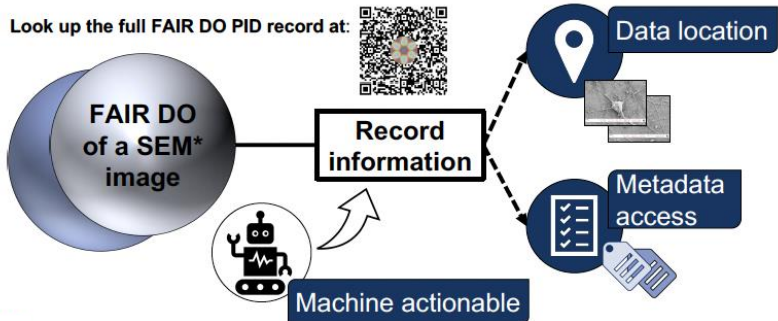 Look up the full FAIR DO PID record at:
FAIR DO
of a SEM*
image
Record
information
Data location
Metadata
access
Machine actionable